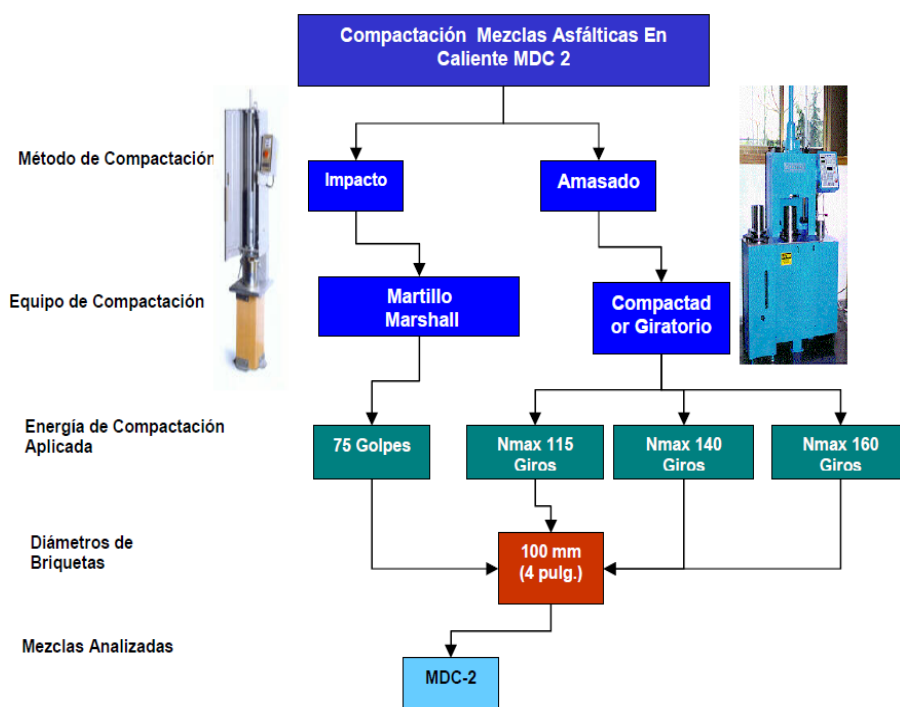 Compactación Mezclas Asfálticas En
Caliente MDC 2
Método de Compactación
Impacto
Amasado
Equipo de Compactación
Martillo
Marshall
Compactad
or Giratorio
Energía de Compactación
Aplicada
75 Golpes
Nmax 115
Giros
Nmax 140
Giros
Nmax 160
Giros
Diámetros de
Briquetas
100 mm
(4 pulg.)
Mezclas Analizadas
MDC-2